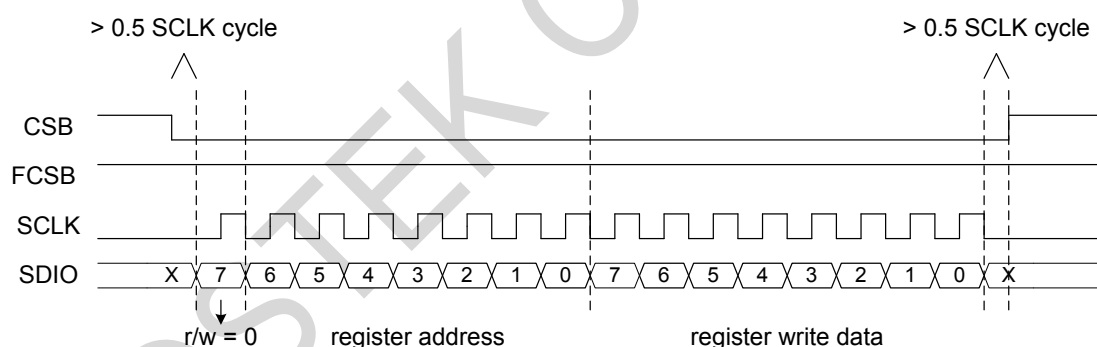 > 0.5 SCLK cycle > 0.5 SCLK cycle
CSB
FCSB
SCLK
SDIO X 7 6 5 4 3 2 1 0 7 6 5 4 3 2 1 0 X
r/w = 0 register address register write data